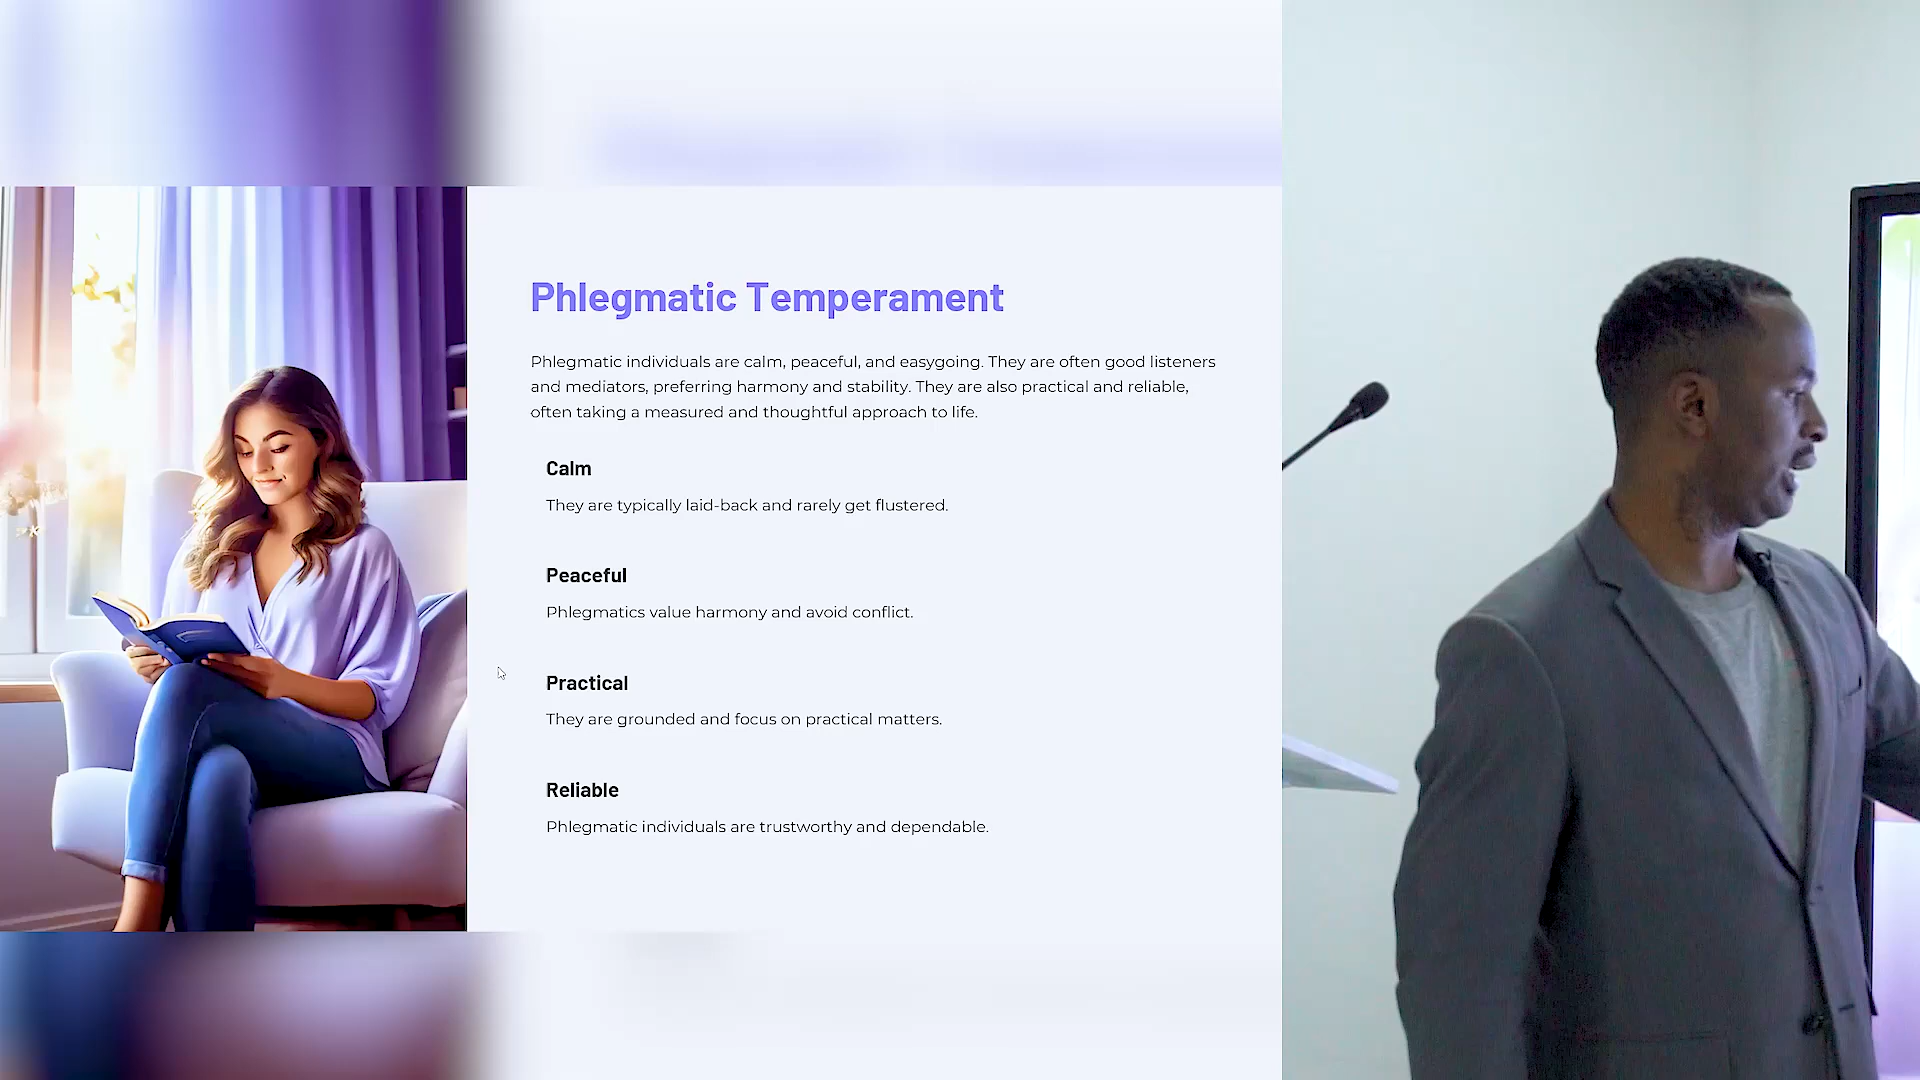 Phlegmatic Temperament
Phlegmatic individuals are calm, peaceful, and easygoing. They are often good listeners
and mediators, preferring harmony and stability. They are also practical and reliable,
often taking a measured and thoughtful approach to life.
Calm
They are typically laid-back and rarely get flustered.
Peaceful
Phlegmatics value harmony and avoid conflict.
Practical
They are grounded and focus on practical matters.
Reliable
Phlegmatic individuals are trustworthy and dependable.